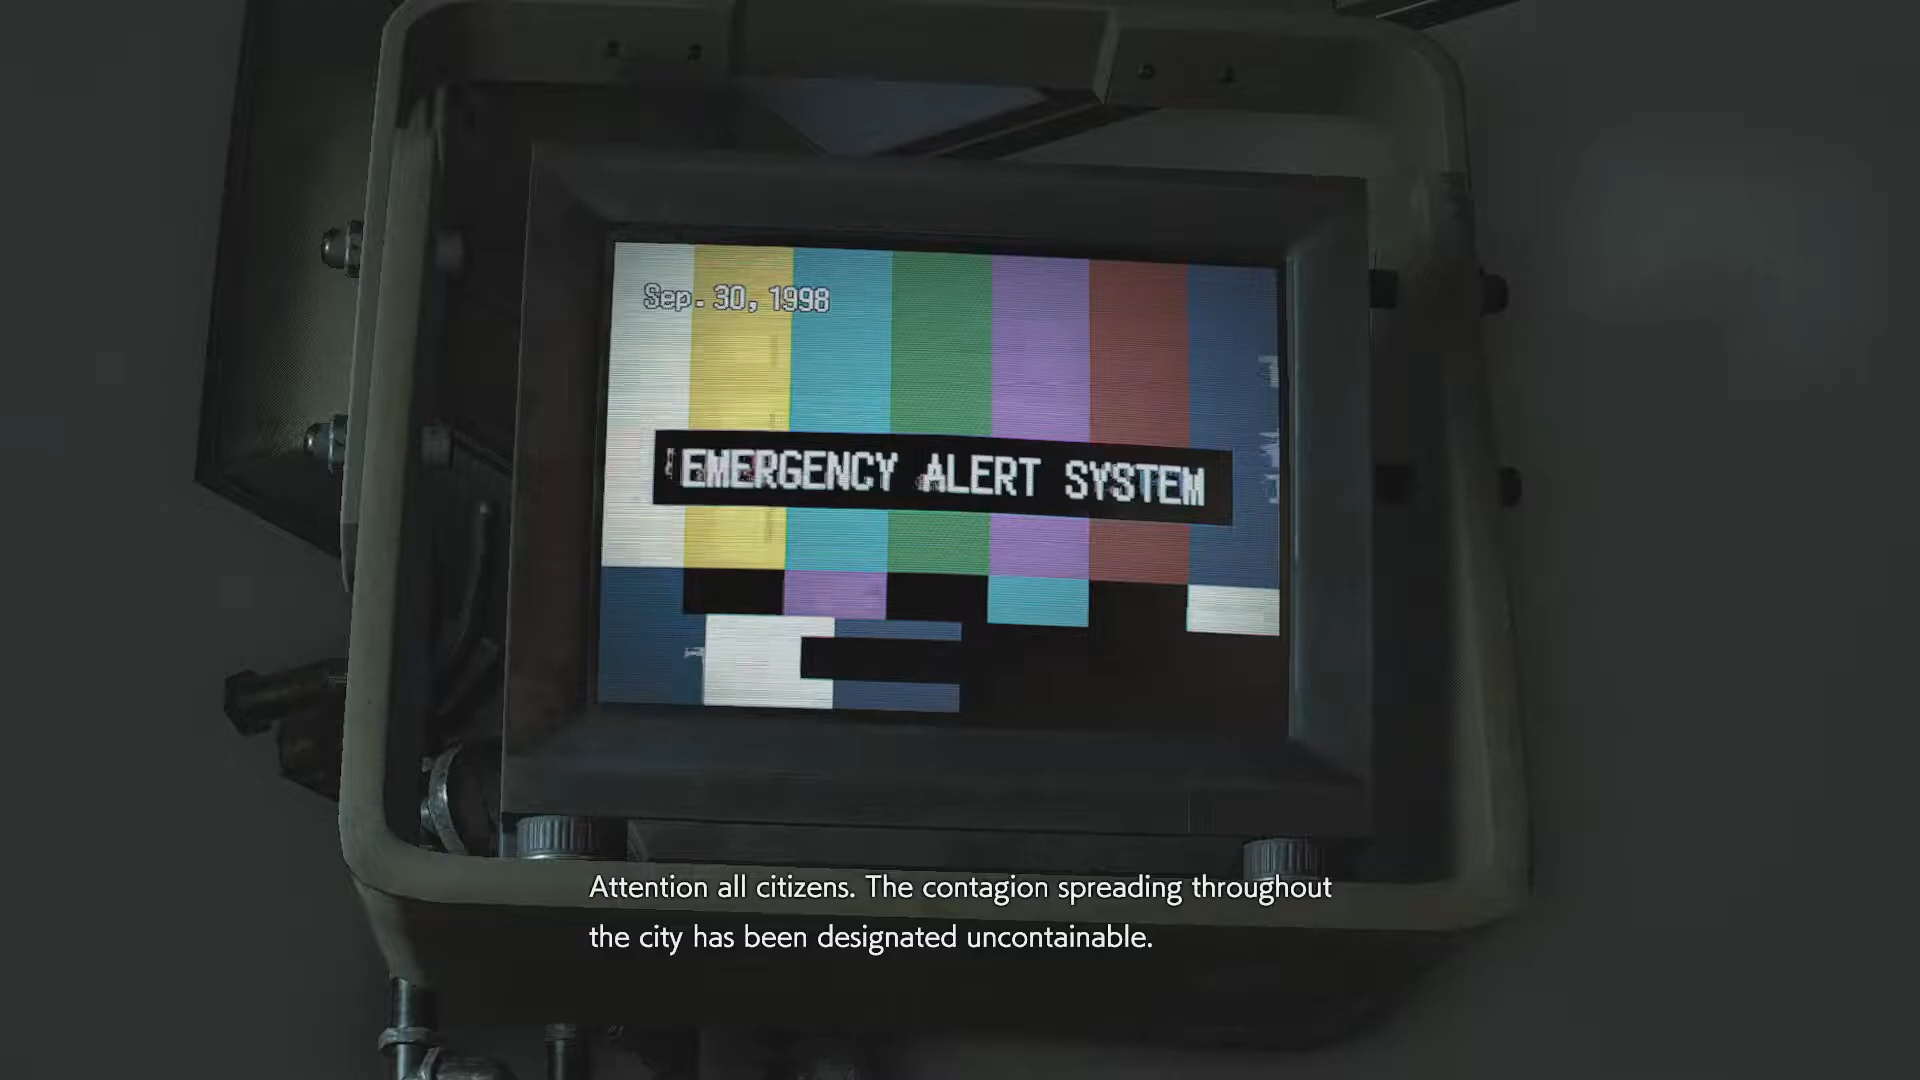 Sep. 30, 1998
EMERGENCY ALERT SYSTEM
Attention all citizens. The contagion spreading throughout
the city has been designated uncontainable.